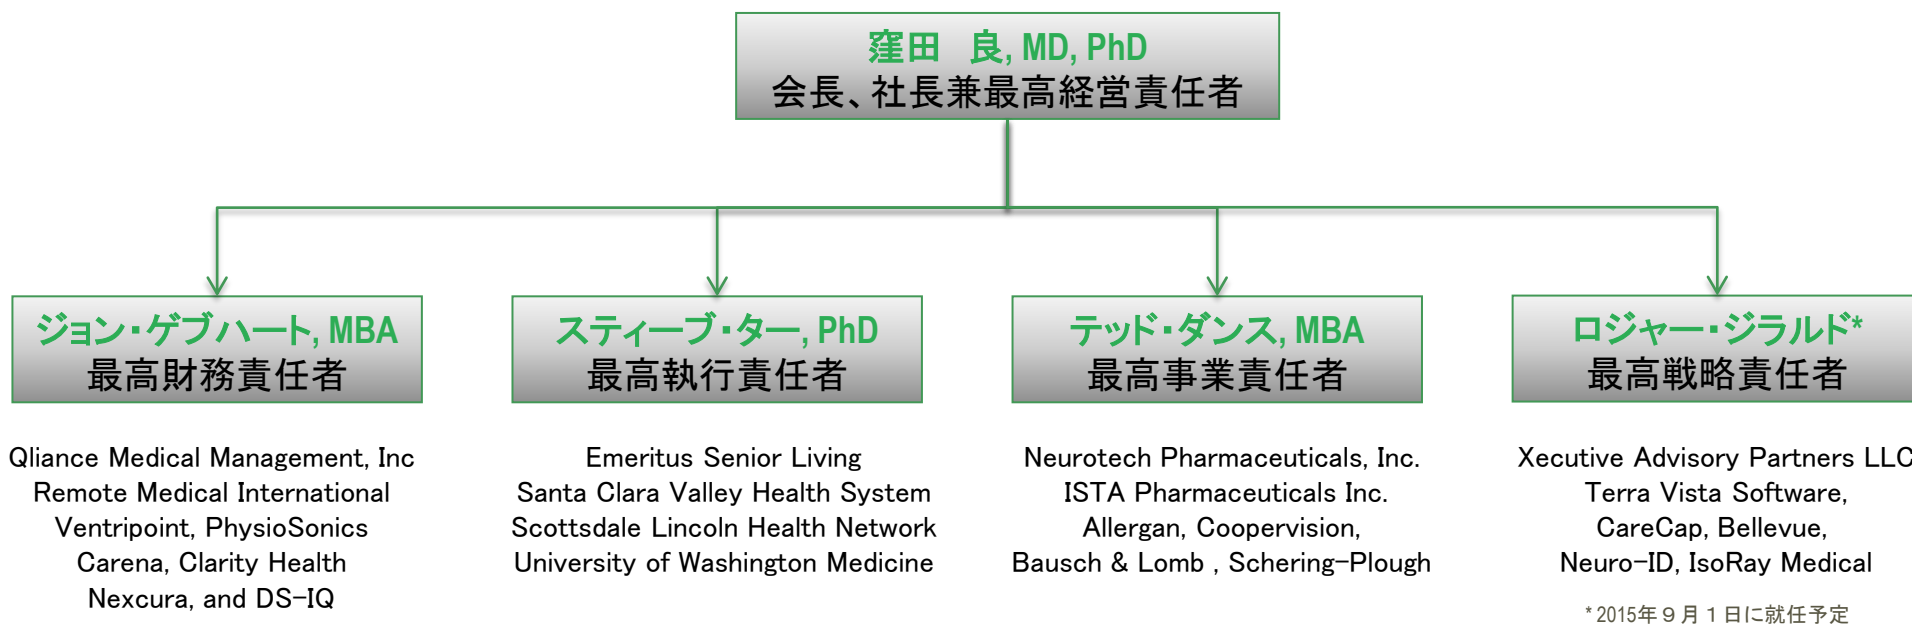 窪田　良, MD, PhD
会長、社長兼最高経営責任者
ジョン・ゲブハート, MBA
最高財務責任者
Qliance Medical Management, Inc
Remote Medical International
Ventripoint, PhysioSonics
Carena, Clarity Health
Nexcura, and DS-IQ
スティーブ・ター, PhD
最高執行責任者
Emeritus Senior Living
Santa Clara Valley Health System
Scottsdale Lincoln Health Network
University of Washington Medicine
テッド・ダンス, MBA
最高事業責任者
Neurotech Pharmaceuticals, Inc.
ISTA Pharmaceuticals Inc.
Allergan, Coopervision,
Bausch & Lomb , Schering-Plough
ロジャー・ジラルド*
最高戦略責任者
Xecutive Advisory Partners LLC
Terra Vista Software,
CareCap, Bellevue,
Neuro-ID, IsoRay Medical
* 2015年９月１日に就任予定